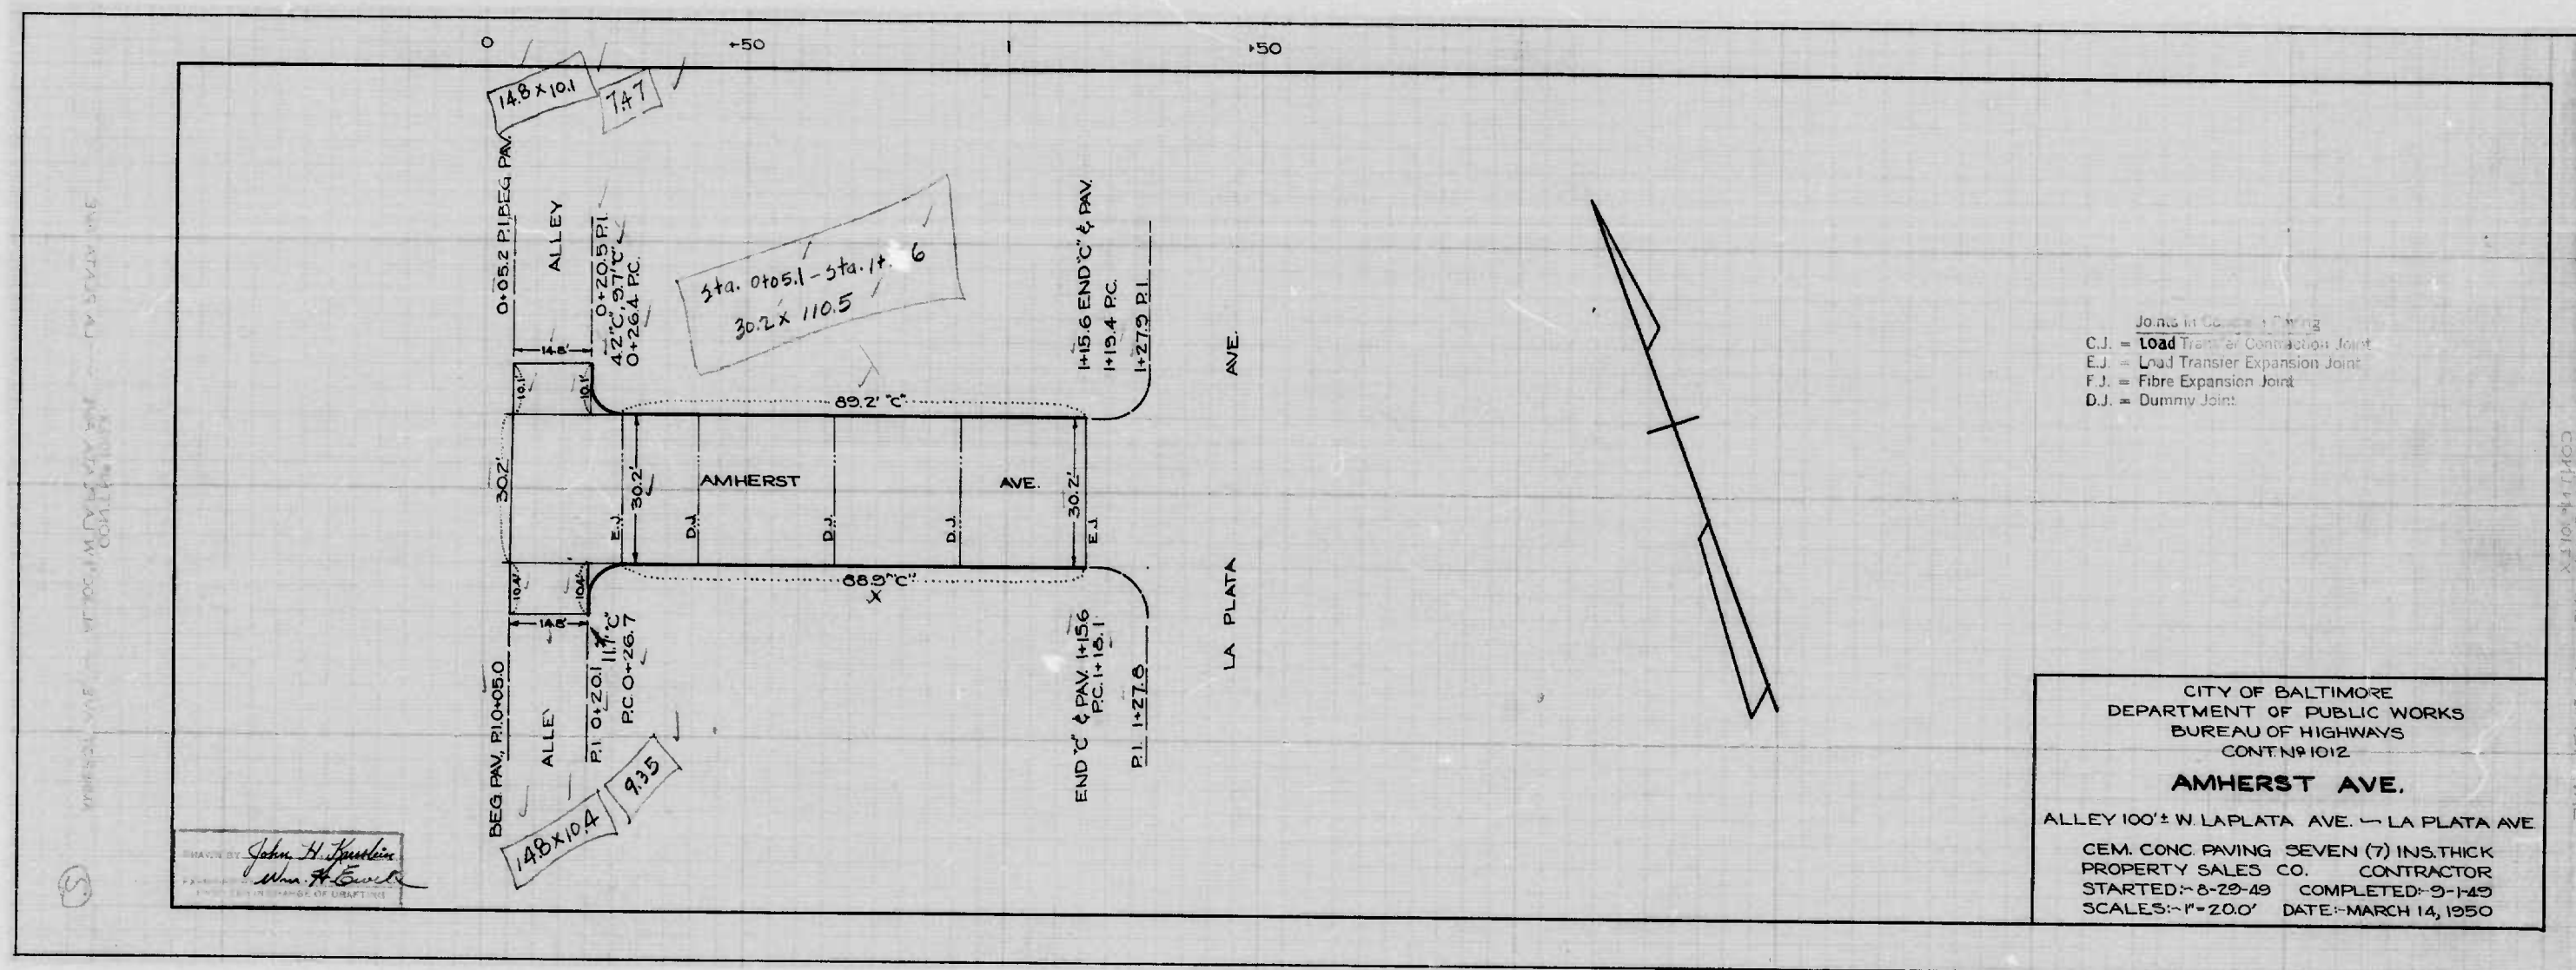 0 +50 1 +50
14.8 x 10.1
7.47
0+05.2 P.I. BEG. PAV.
ALLEY
0+20.5 P.I.
4.2 "C", 9.7' "C"
0+26.4 P.C.
Sta. 0+05.1 - Sta. 1+ 6
30.2 x 110.5
1+15.6 END "C" & PAV.
1+19.4 P.C.
1+27.9 P.I.
AVE.
14.8'
10.1'
10.1'
89.2' "C"
30.2'
E.J.
30.2'
D.J.
AMHERST
D.J.
D.J.
AVE.
30.2'
E.J.
10.4'
10.4'
88.9' "C"
X
14.8'
BEG. PAV., P.I. 0+05.0
ALLEY
P.I. 0+20.1
11.1' "C"
P.C. 0+26.7
END "C" & PAV. 1+15.6
P.C. 1+18.1
P.I. 1+27.8
LA PLATA
14.8 x 10.4
9.35
Joints in Concrete Paving
C.J. = Load Transfer Contraction Joint
E.J. = Load Transfer Expansion Joint
F.J. = Fibre Expansion Joint
D.J. = Dummy Joint
CITY OF BALTIMORE
DEPARTMENT OF PUBLIC WORKS
BUREAU OF HIGHWAYS
CONT. Nº 1012
AMHERST AVE.
ALLEY 100'± W. LAPLATA AVE. — LA PLATA AVE
CEM. CONC. PAVING SEVEN (7) INS. THICK
PROPERTY SALES CO. CONTRACTOR
STARTED:- 8-29-49 COMPLETED:- 9-1-49
SCALES:- 1"=20.0' DATE:- MARCH 14, 1950
John H.
Wm. H.
OF DRAFTING